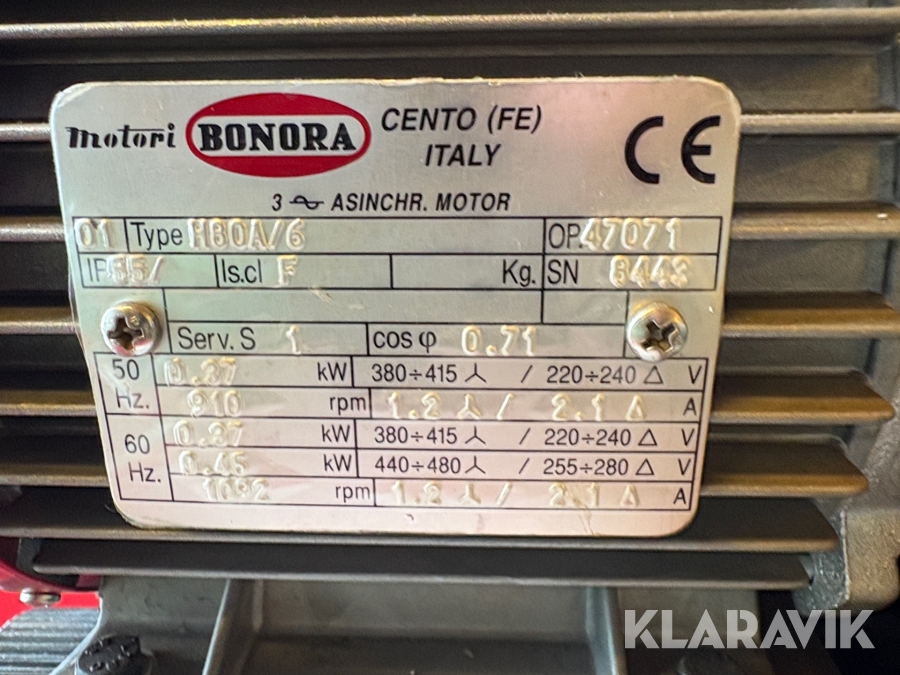 Motori BONORA CENTO (FE)
ITALY
CE
3 ASINCHR. MOTOR
01 Type H80A/6 OP. 47071
IP 55/ Is.cl F Kg. SN 8443
Serv. S 1 cos φ 0.71
50 Hz. 0.37 kW 380÷415 人 / 220÷240 △ V
910 rpm 1.2 人 / 2.1 △ A
60 Hz. 0.37 kW 380÷415 人 / 220÷240 △ V
0.45 kW 440÷480 人 / 255÷280 △ V
1092 rpm 1.2 人 / 2.1 △ A
KLARAVIK